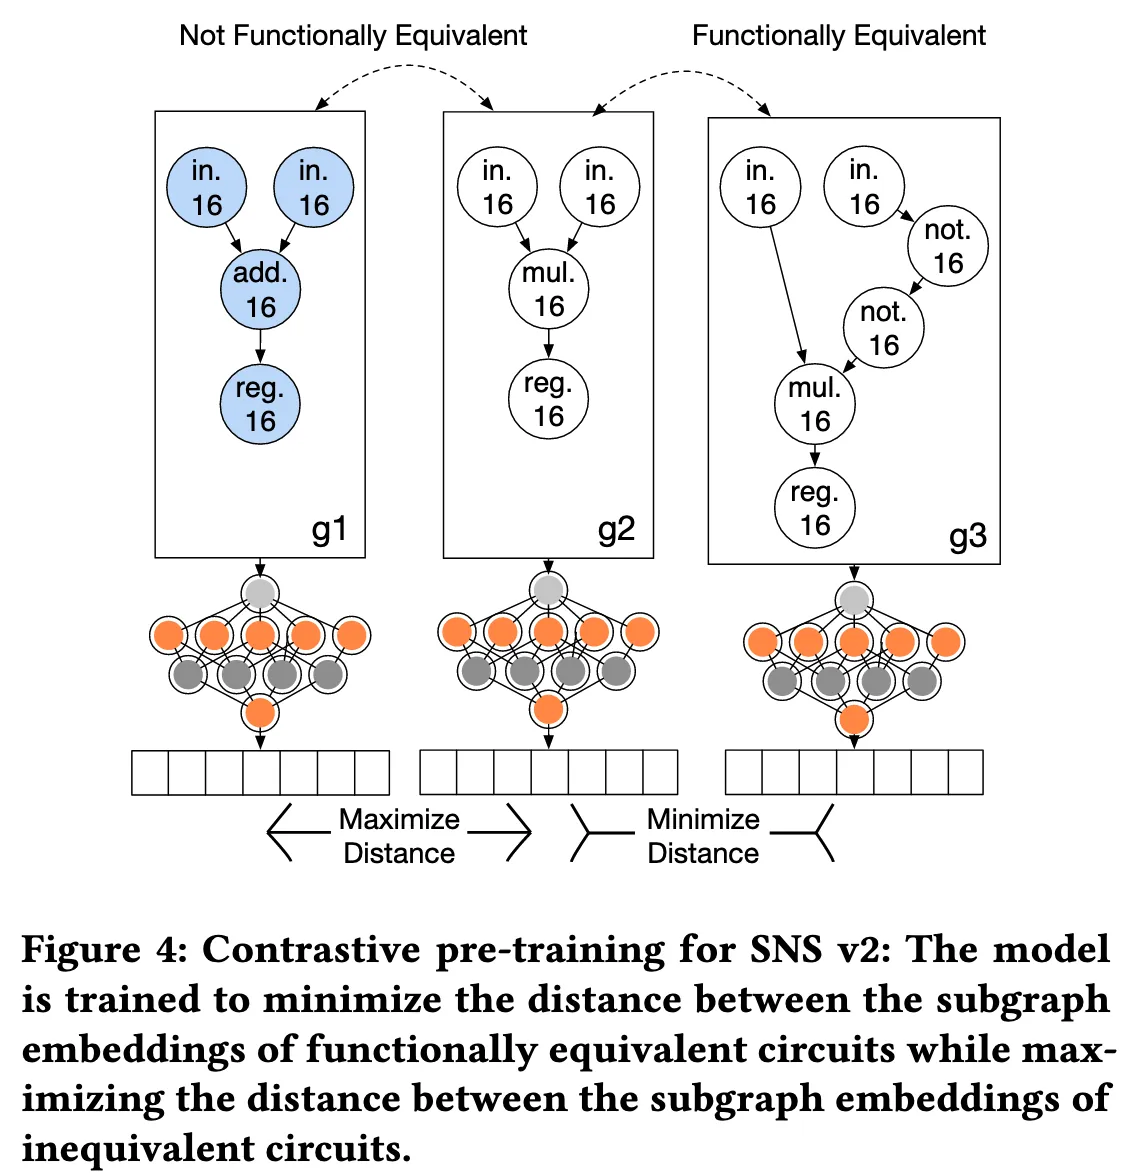 Not Functionally Equivalent
Functionally Equivalent
in.
16
in.
16
add.
16
reg.
16
g1
in.
16
in.
16
mul.
16
reg.
16
g2
in.
16
in.
16
not.
16
not.
16
mul.
16
reg.
16
g3
Maximize
Distance
Minimize
Distance
Figure 4: Contrastive pre-training for SNS v2: The model
is trained to minimize the distance between the subgraph
embeddings of functionally equivalent circuits while max-
imizing the distance between the subgraph embeddings of
inequivalent circuits.